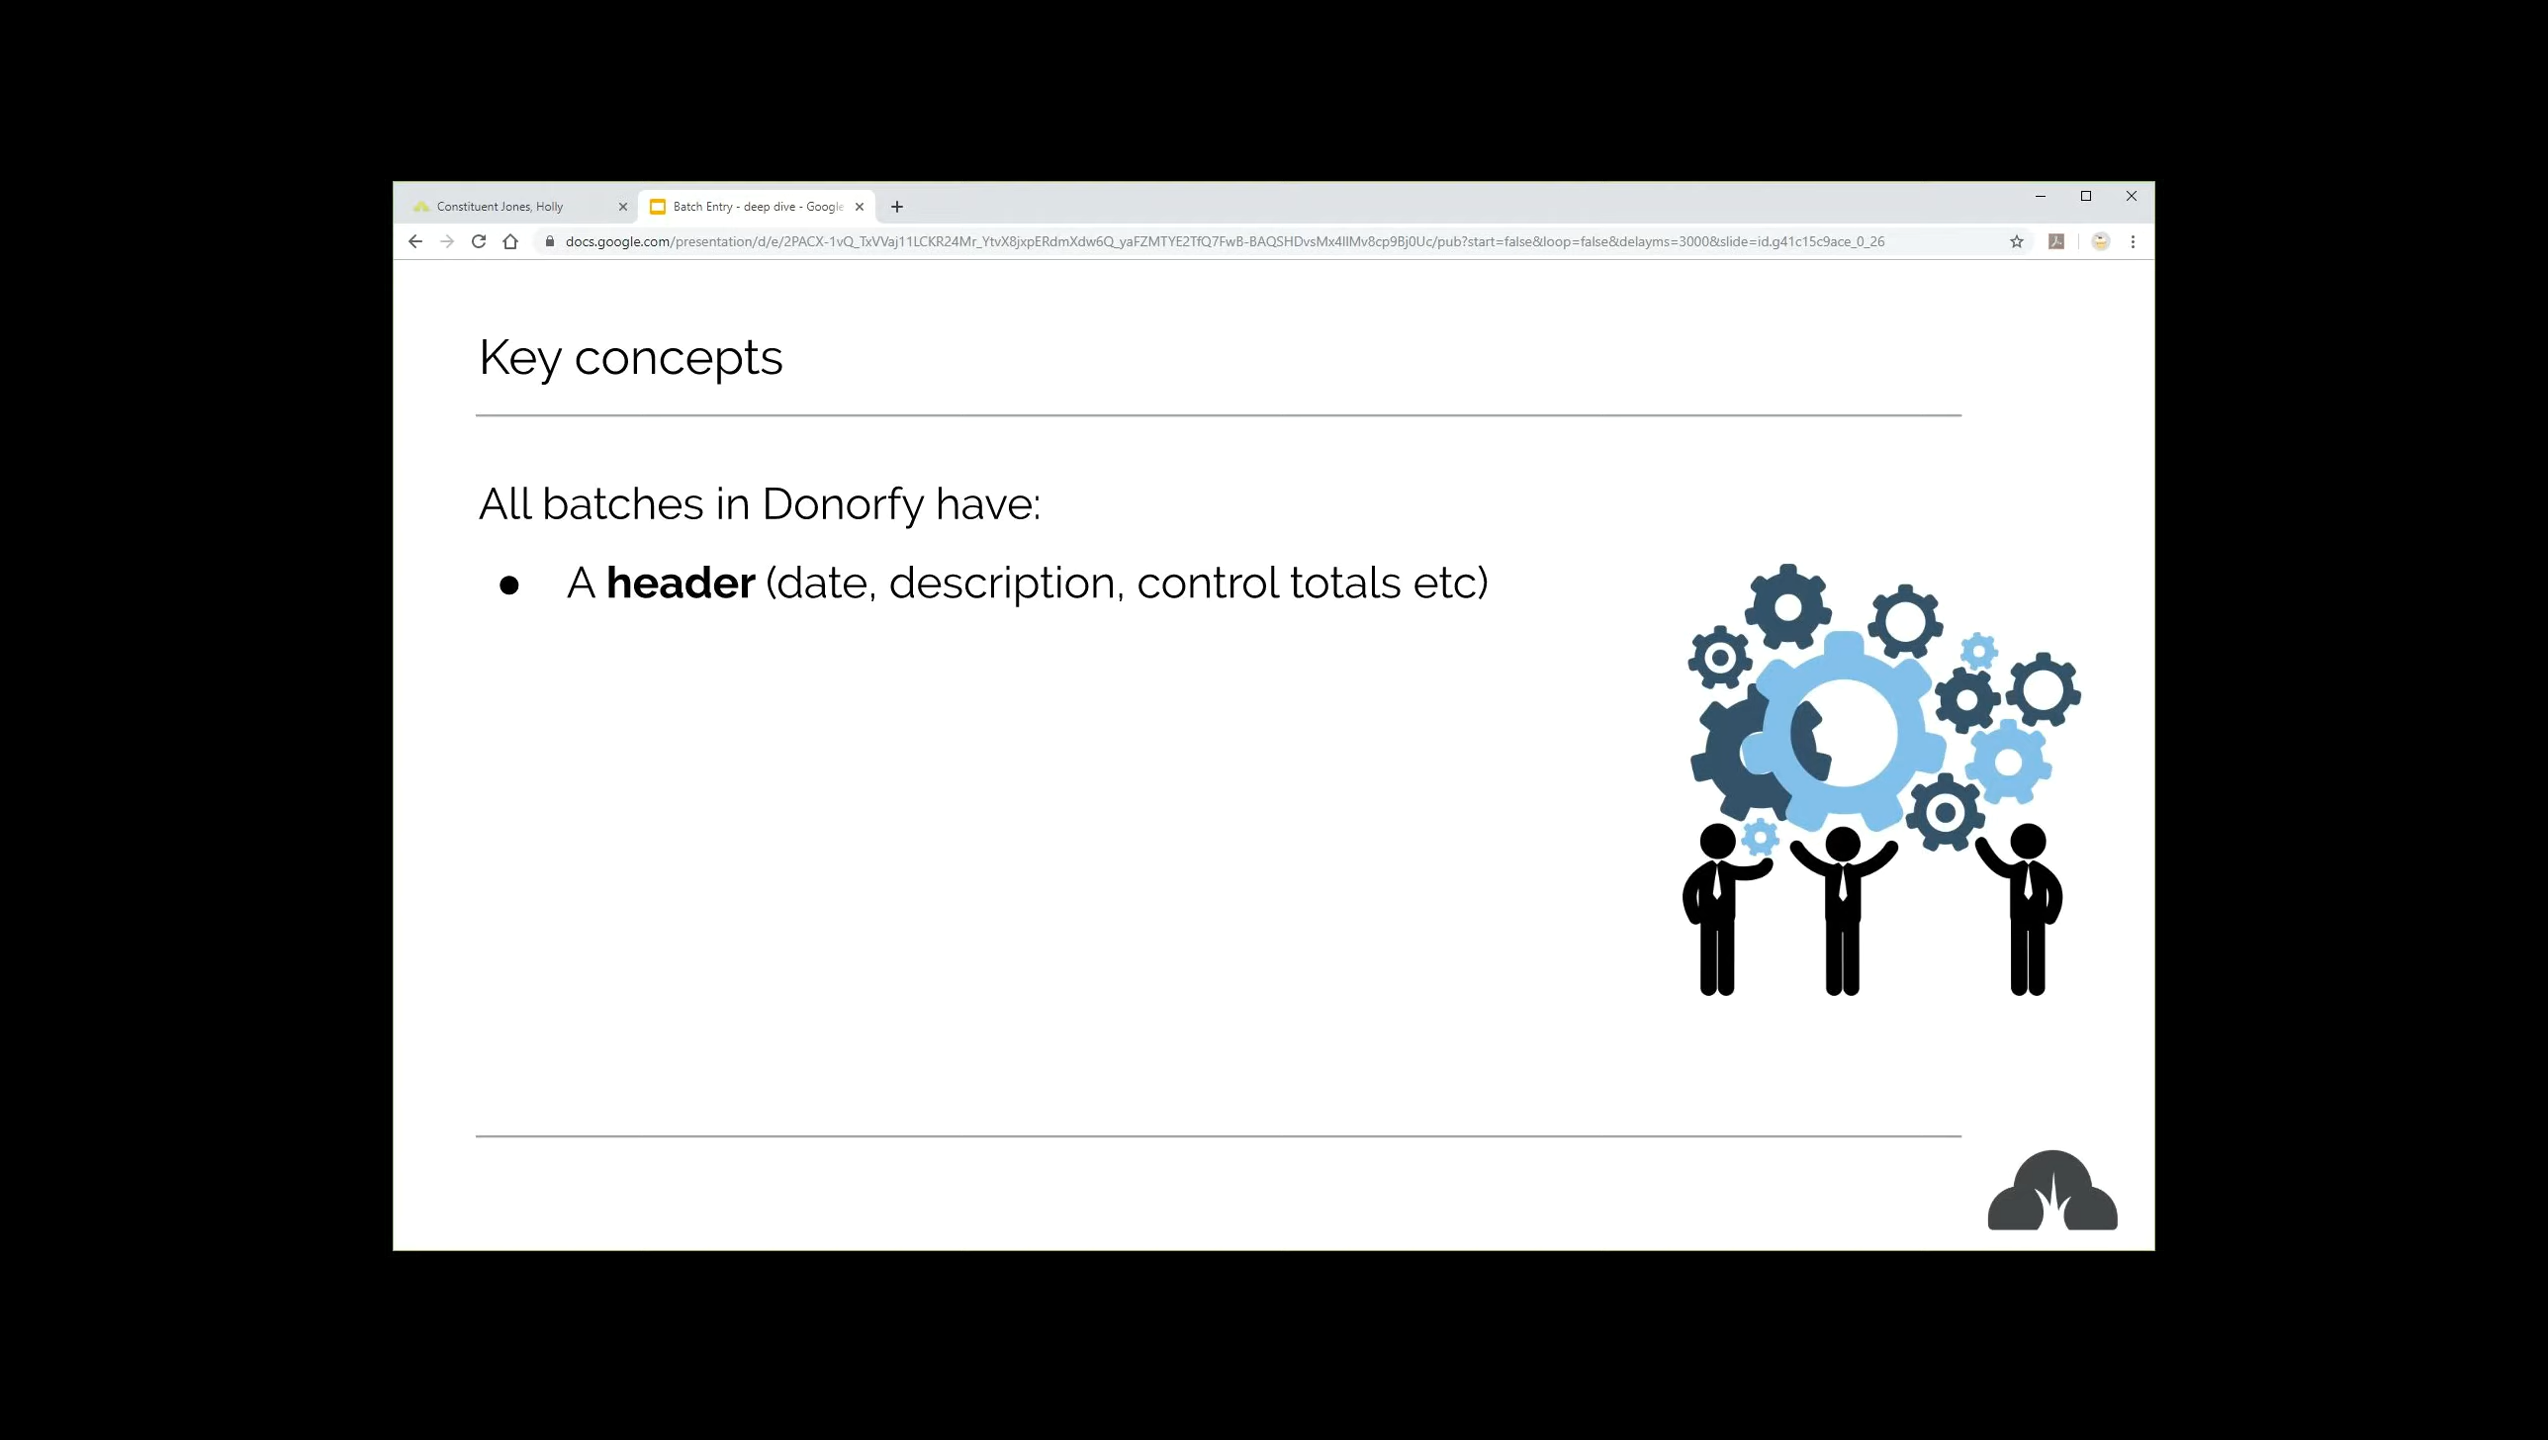 Constituent Jones, Holly
Batch Entry - deep dive - Google
docs.google.com/presentation/d/e/2PACX-1vQ_TxVVaj11LCKR24Mr_YtvX8jxpERdmXdw6Q_yaFZMTYE2TfQ7FwB-BAQSHDvsMx4IIMv8cp9Bj0Uc/pub?start=false&loop=false&delayms=3000&slide=id.g41c15c9ace_0_26
Key concepts
All batches in Donorfy have:
● A header (date, description, control totals etc)